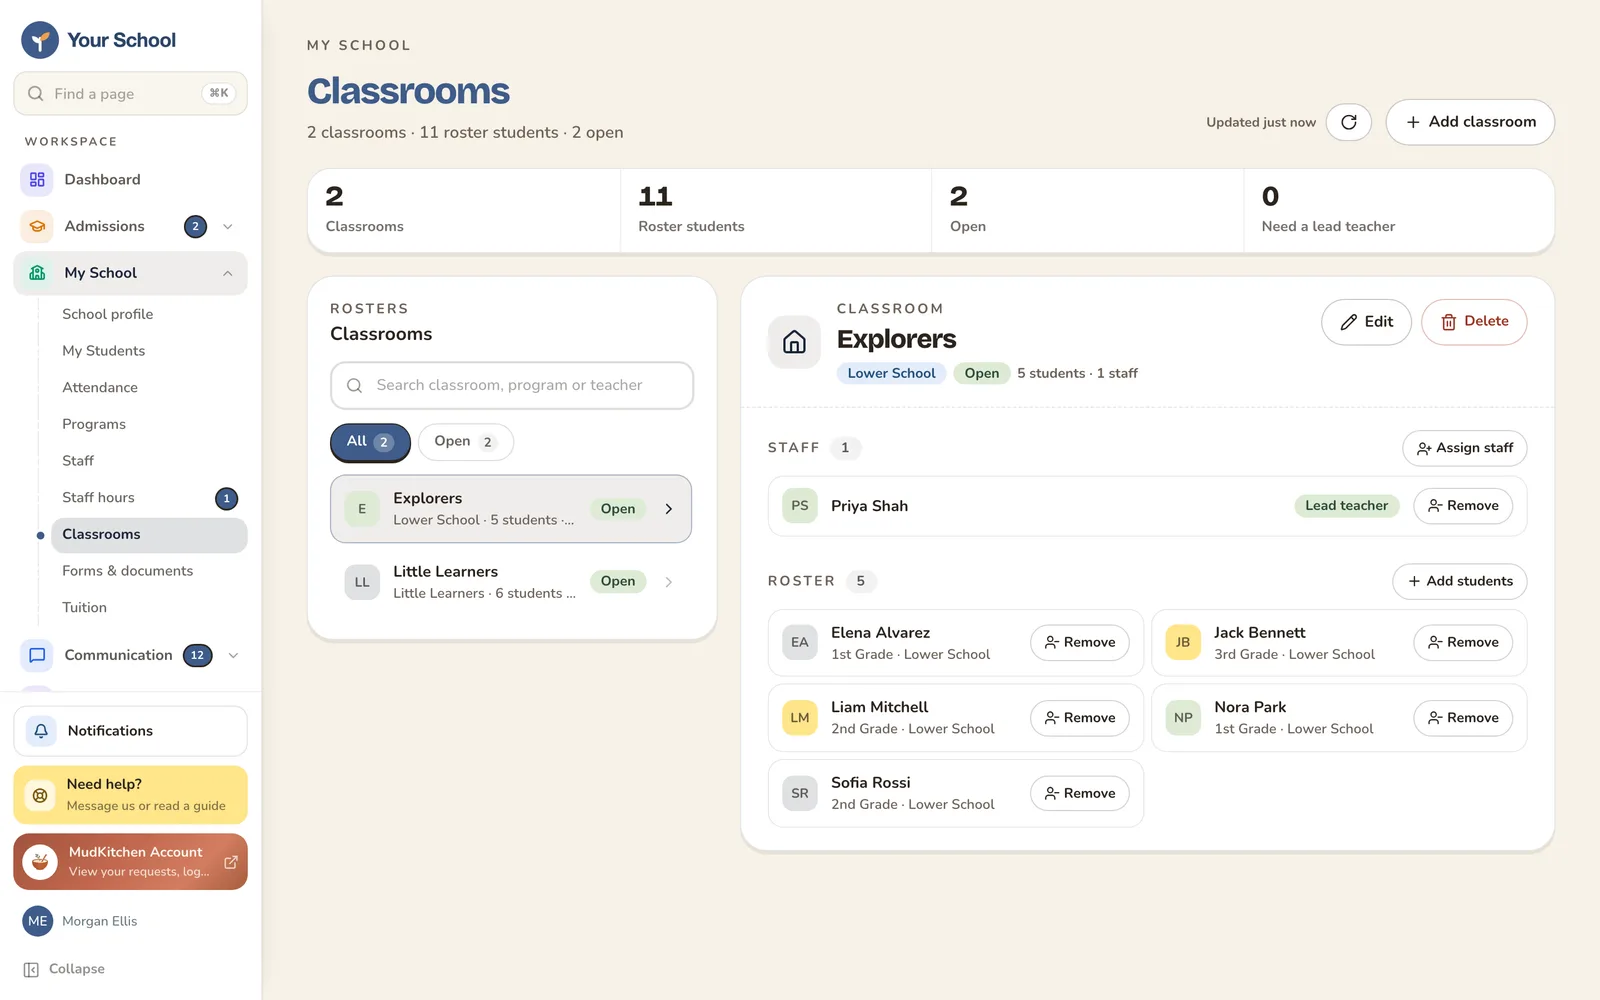 Your School
Find a page
⌘K
WORKSPACE
Dashboard
Admissions 2
My School
School profile
My Students
Attendance
Programs
Staff
Staff hours 1
Classrooms
Forms & documents
Tuition
Communication 12
Notifications
Need help?
Message us or read a guide
MudKitchen Account
View your requests, log...
ME Morgan Ellis
Collapse
MY SCHOOL
Classrooms
2 classrooms · 11 roster students · 2 open
Updated just now
+ Add classroom
2
Classrooms
11
Roster students
2
Open
0
Need a lead teacher
ROSTERS
Classrooms
Search classroom, program or teacher
All 2
Open 2
E
Explorers
Lower School · 5 students ·...
Open
LL
Little Learners
Little Learners · 6 students ...
Open
CLASSROOM
Explorers
Lower School Open 5 students · 1 staff
Edit
Delete
STAFF 1
Assign staff
PS Priya Shah
Lead teacher
Remove
ROSTER 5
+ Add students
EA
Elena Alvarez
1st Grade · Lower School
Remove
JB
Jack Bennett
3rd Grade · Lower School
Remove
LM
Liam Mitchell
2nd Grade · Lower School
Remove
NP
Nora Park
1st Grade · Lower School
Remove
SR
Sofia Rossi
2nd Grade · Lower School
Remove